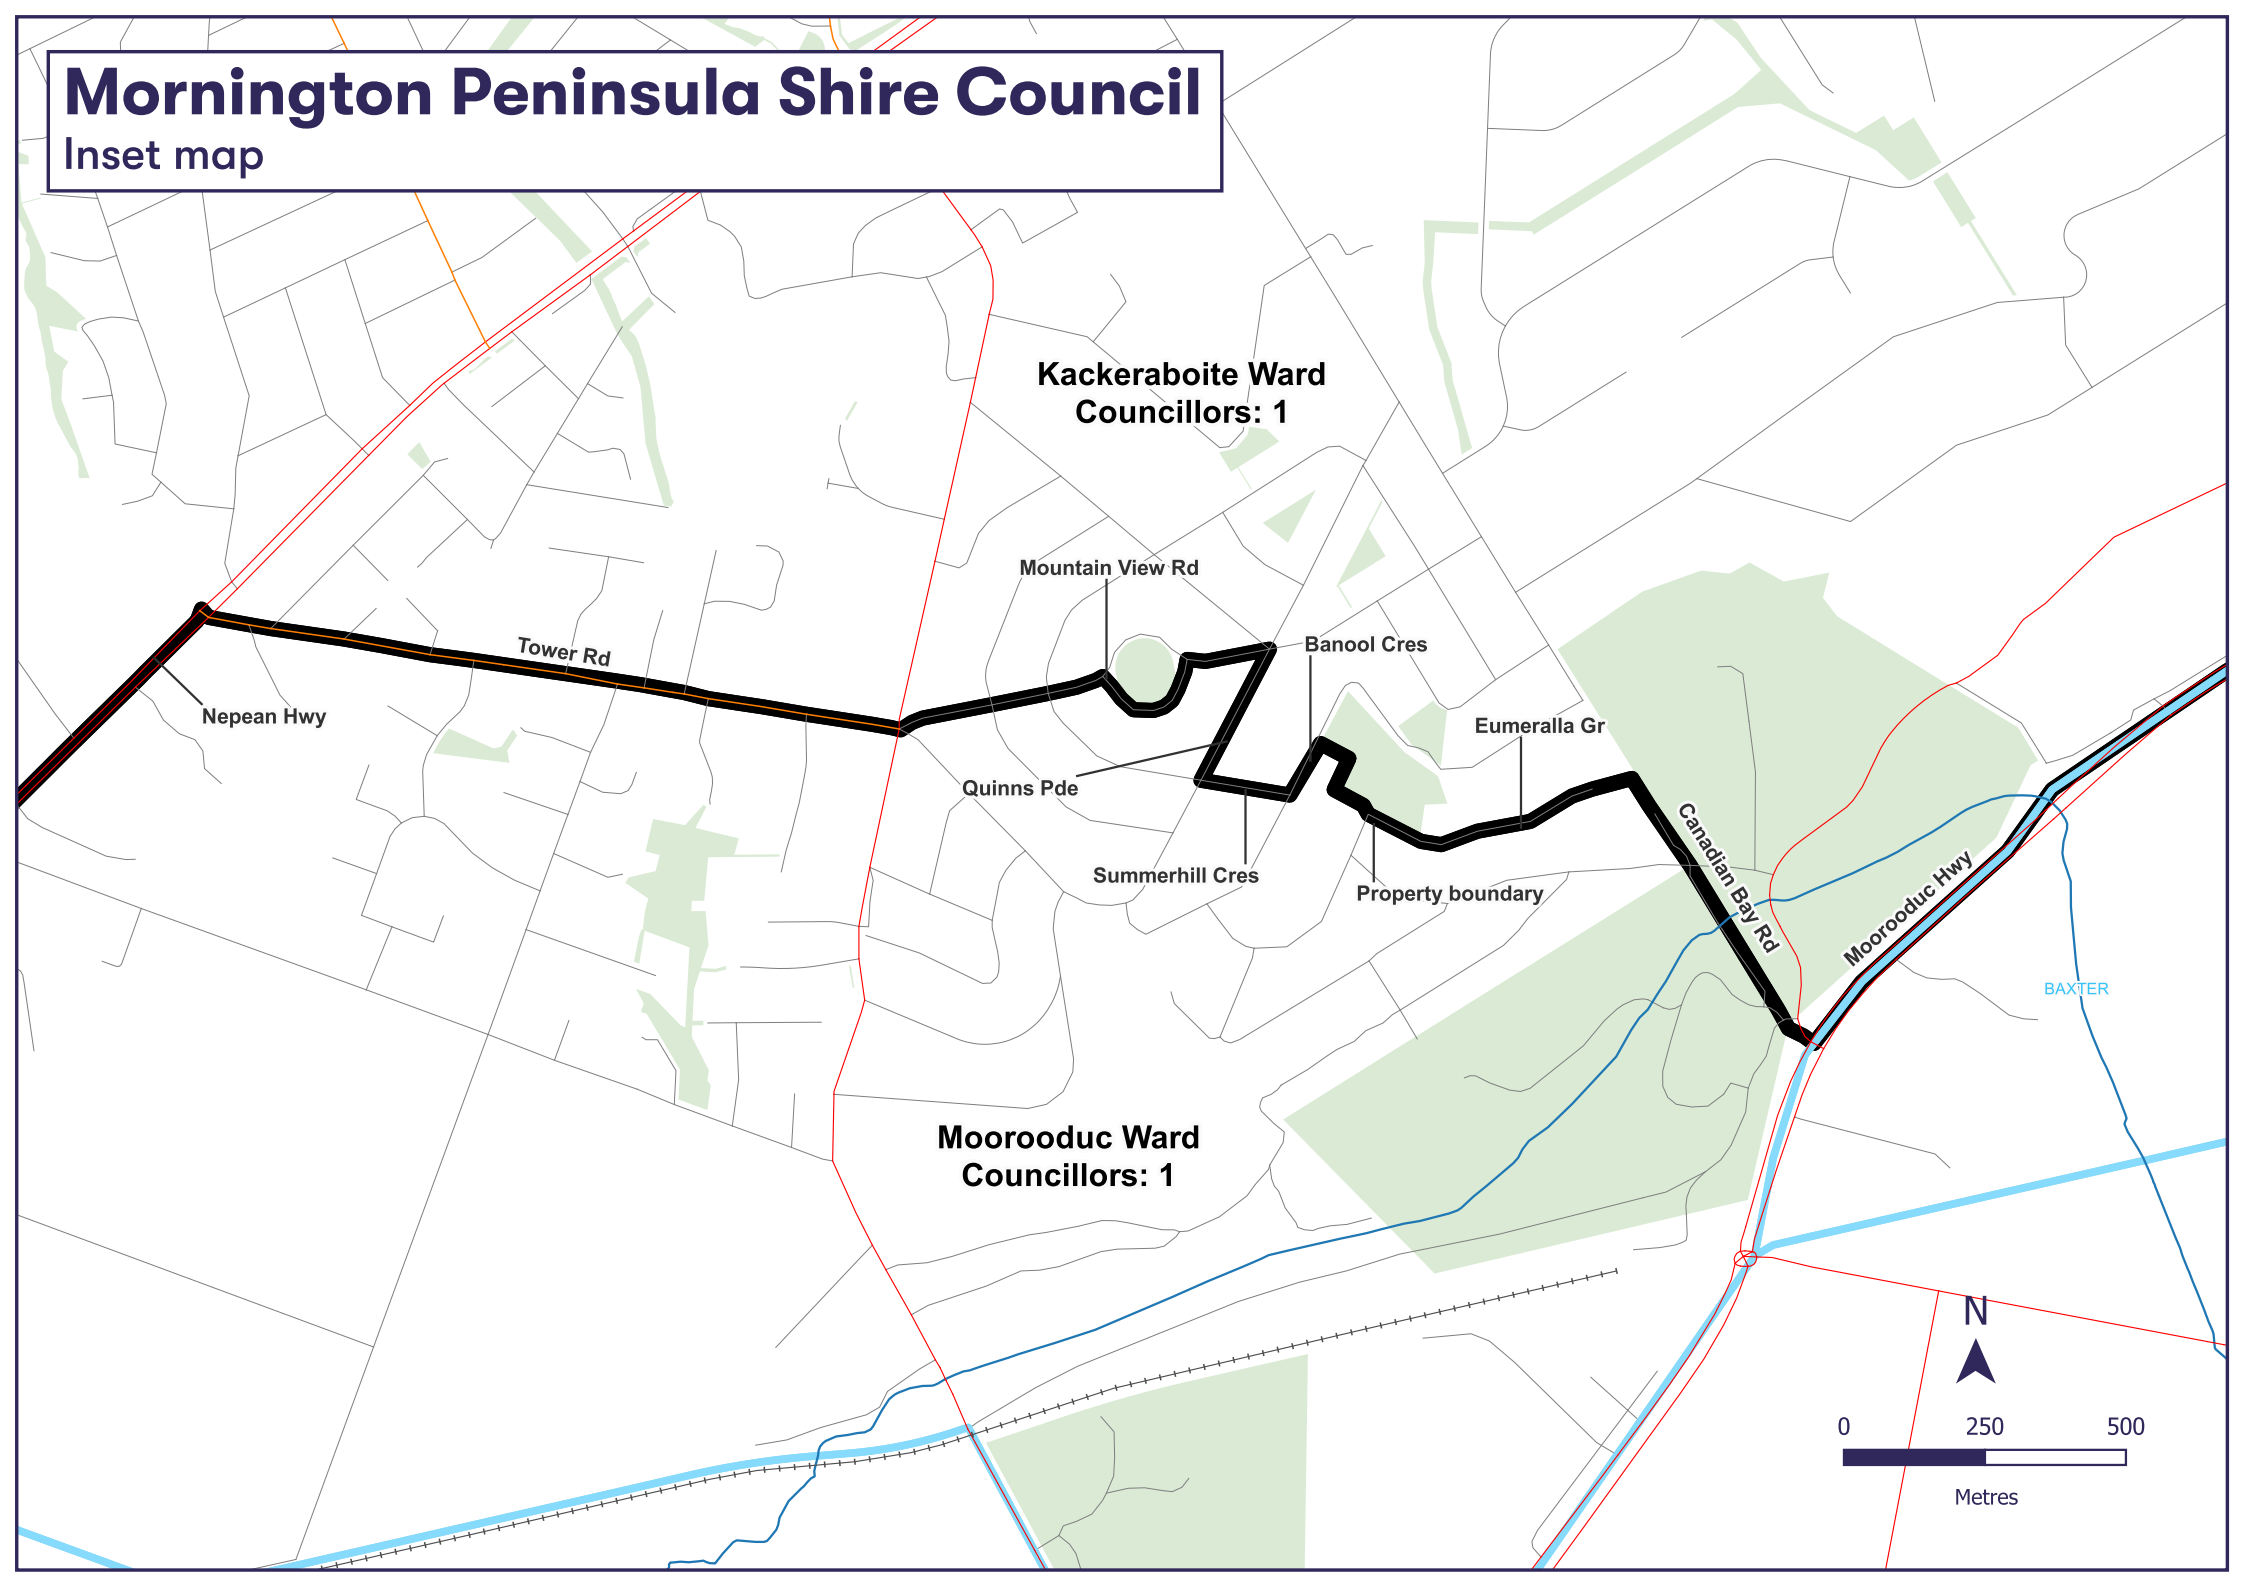 Mornington Peninsula Shire Council
Inset map
Kackeraboite Ward
Councillors: 1
Mountain View Rd
Banool Cres
Tower Rd
Nepean Hwy
Eumeralla Gr
Quinns Pde
Canadian Bay Rd
Summerhill Cres
Property boundary
Moorooduc Hwy
BAXTER
Moorooduc Ward
Councillors: 1
N
0 250 500
Metres